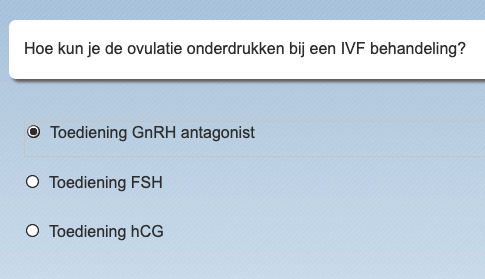 Hoe kun je de ovulatie onderdrukken bij een IVF behandeling?
Toediening GnRH antagonist
Toediening FSH
Toediening hCG